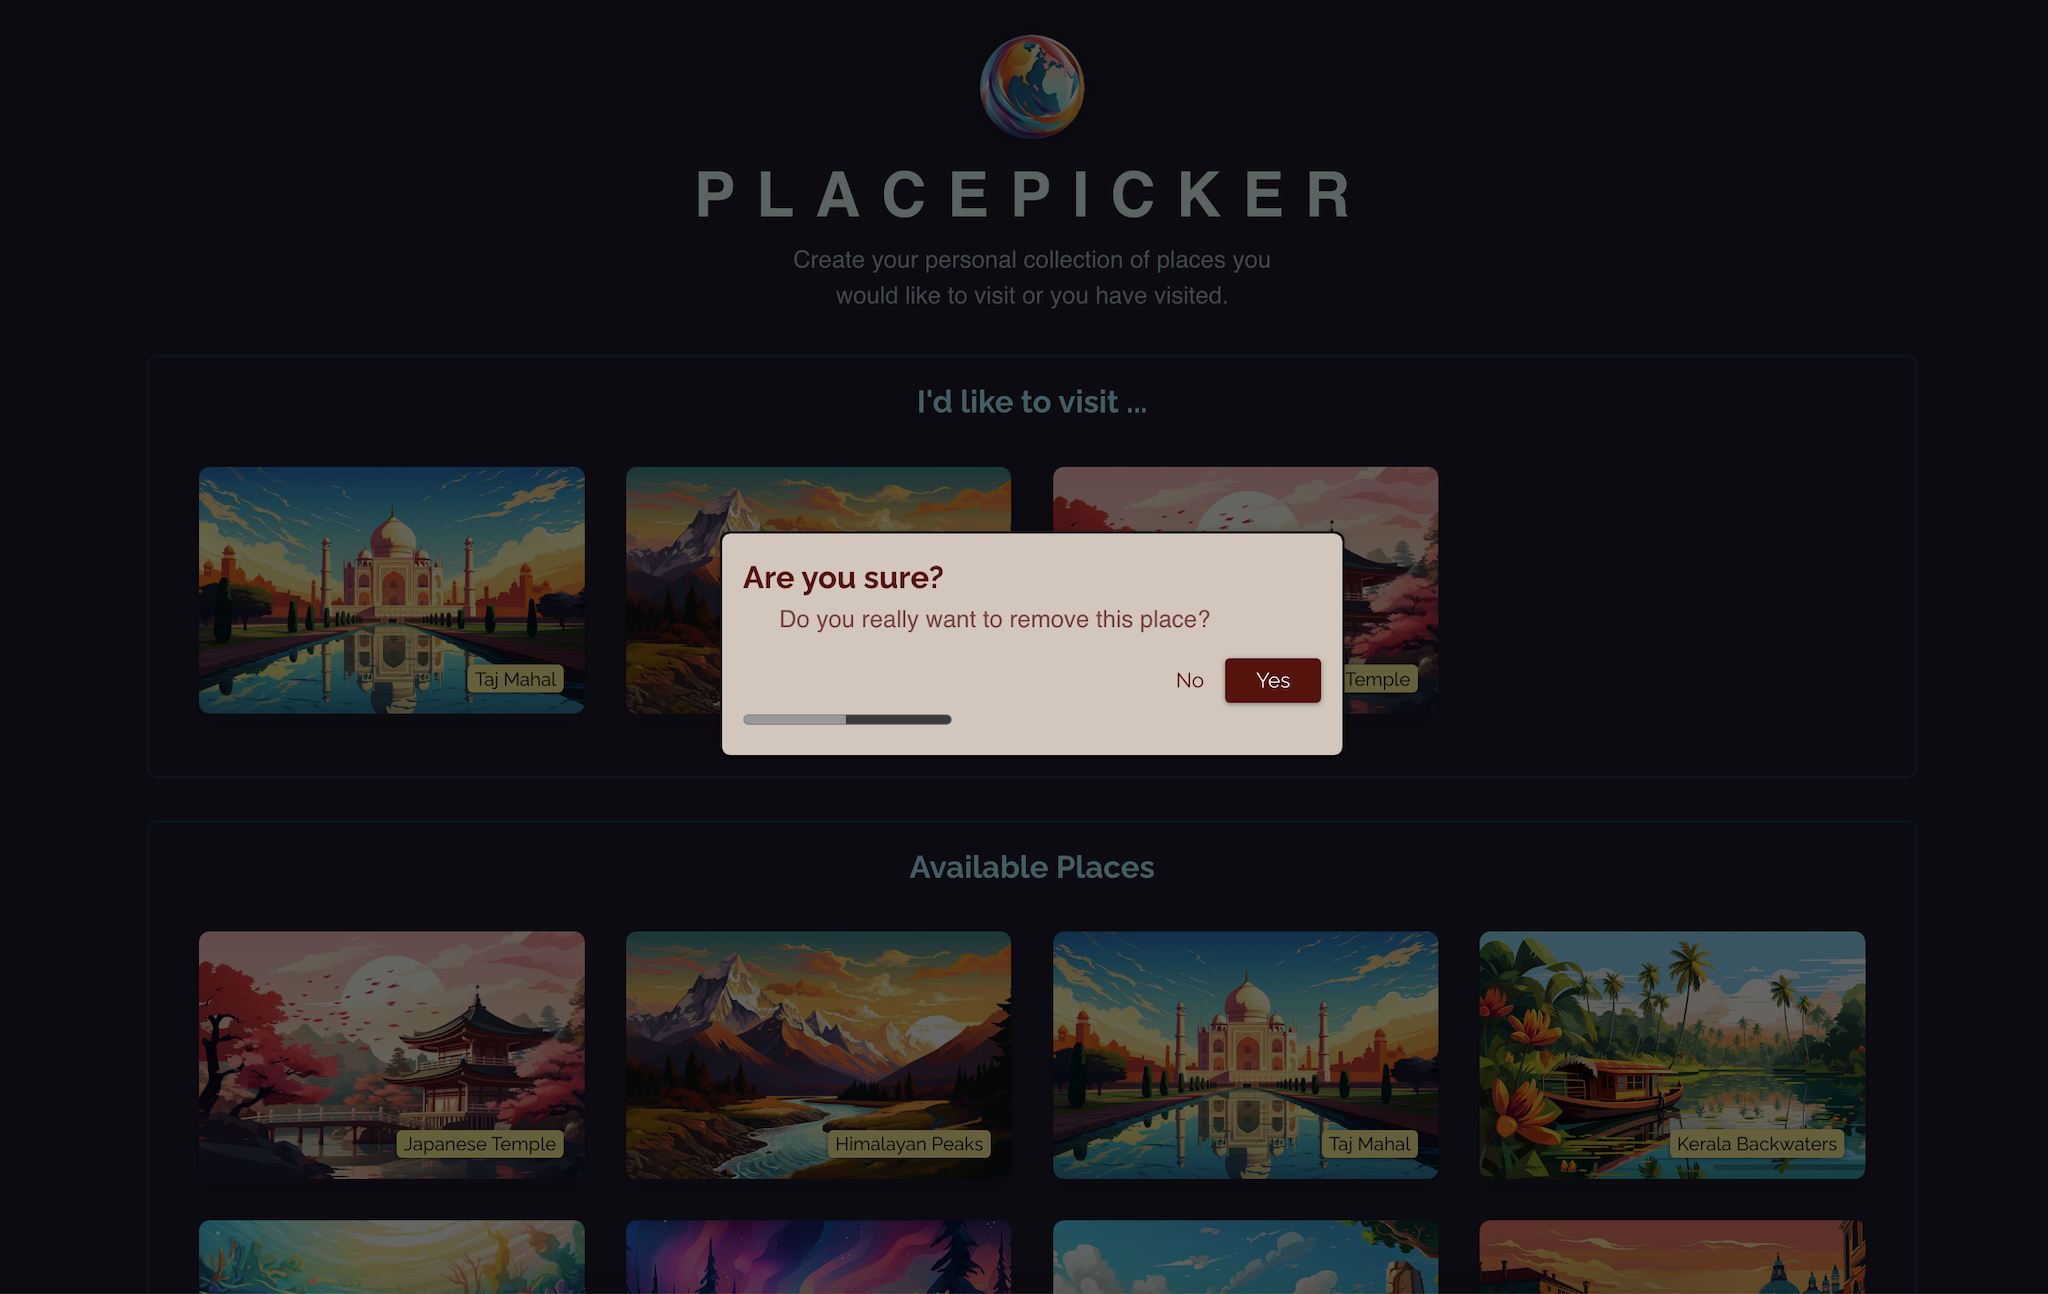 PLACEPICKER
Create your personal collection of places you
would like to visit or you have visited.
I'd like to visit ...
Taj Mahal
Temple
Are you sure?
Do you really want to remove this place?
No
Yes
Available Places
Japanese Temple
Himalayan Peaks
Taj Mahal
Kerala Backwaters